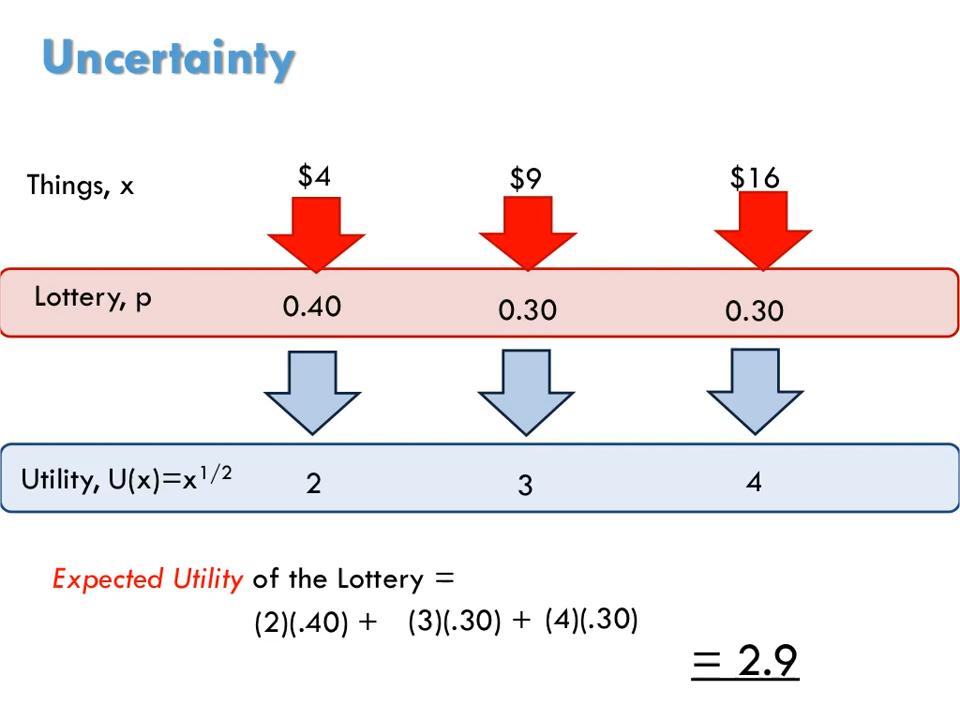 Uncertainty
Things, x $4 $9 $16
Lottery, p 0.40 0.30 0.30
Utility, U(x)=x^1/2 2 3 4
Expected Utility of the Lottery =
(2)(.40) + (3)(.30) + (4)(.30)
= 2.9